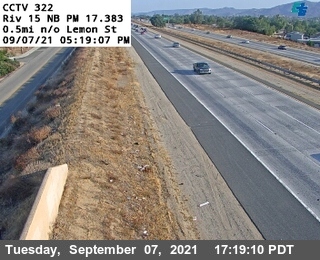 CCTV 322
Riv 15 NB PM 17.383
0.5mi n/o Lemon St
09/07/21 05:19:07 PM
Tuesday, September 07, 2021 17:19:10 PDT